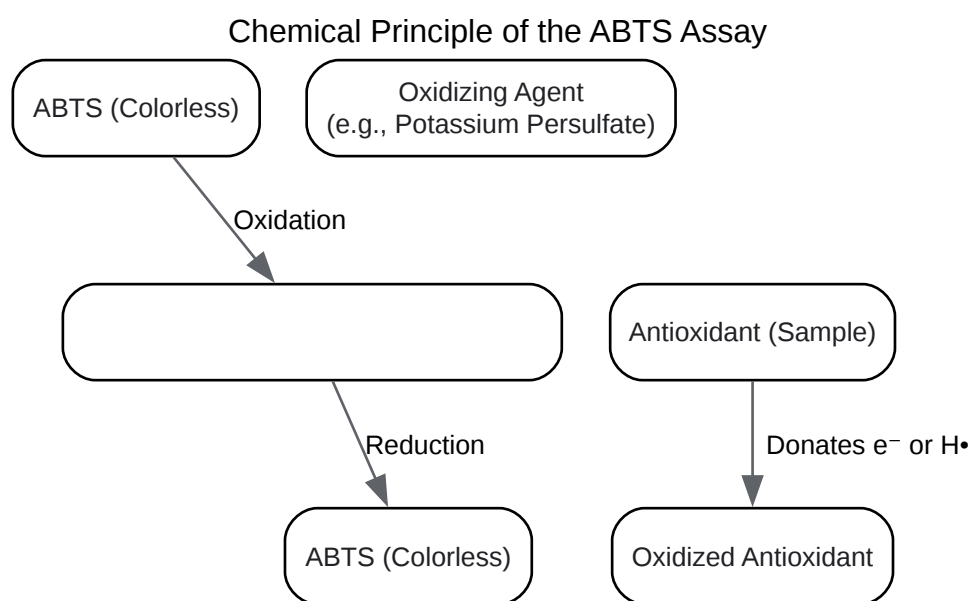 Chemical Principle of the ABTS Assay
ABTS (Colorless)
Oxidizing Agent
(e.g., Potassium Persulfate)
Oxidation
Antioxidant (Sample)
Reduction
Donates e⁻ or H•
ABTS (Colorless)
Oxidized Antioxidant